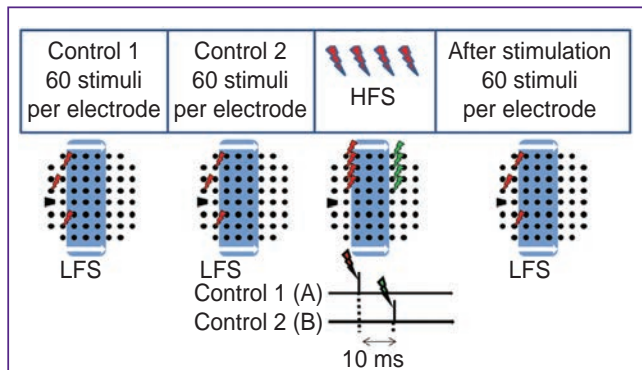 Control 1
60 stimuli
per electrode
Control 2
60 stimuli
per electrode
HFS
After stimulation
60 stimuli
per electrode
LFS
LFS
LFS
Control 1 (A)
Control 2 (B)
10 ms